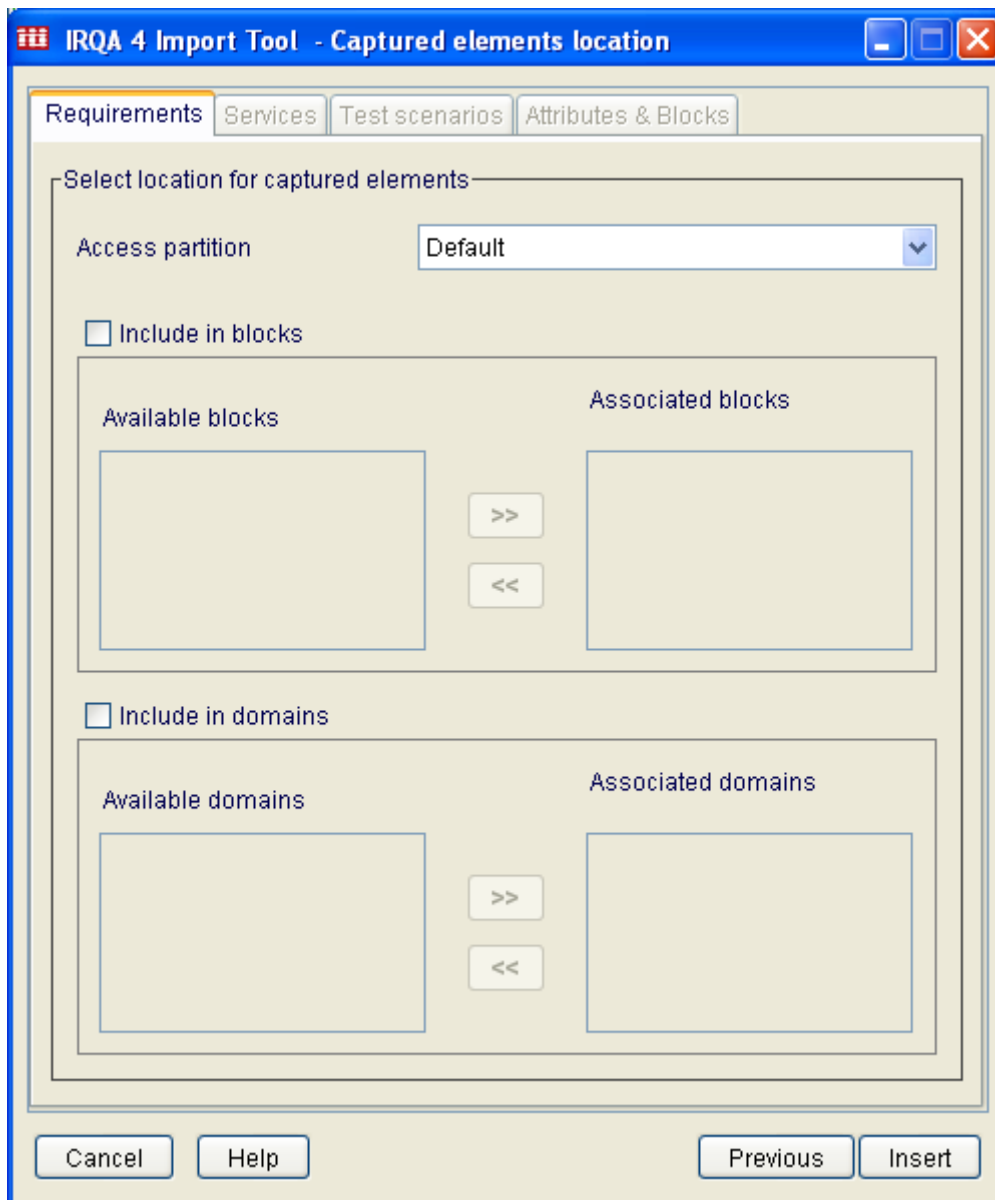 IRQA 4 Import Tool - Captured elements location
Requirements Services Test scenarios Attributes & Blocks
Select location for captured elements
Access partition Default
Include in blocks
Available blocks Associated blocks
>>
<<
Include in domains
Available domains Associated domains
>>
<<
Cancel Help Previous Insert